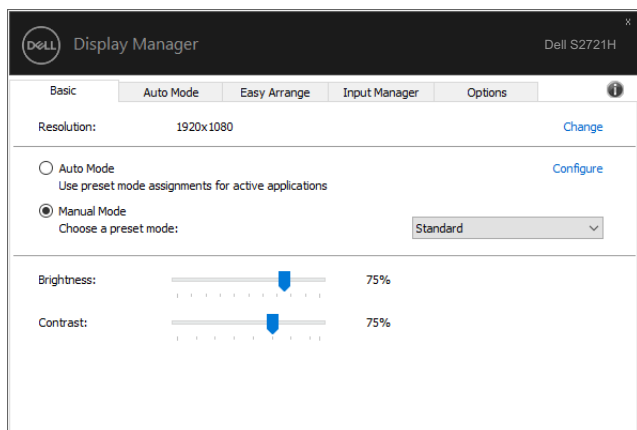 DELL Display Manager
x
Dell S2721H
Basic Auto Mode Easy Arrange Input Manager Options i
Resolution: 1920x1080 Change
Auto Mode Configure
Use preset mode assignments for active applications
Manual Mode
Choose a preset mode: Standard
Brightness: 75%
Contrast: 75%